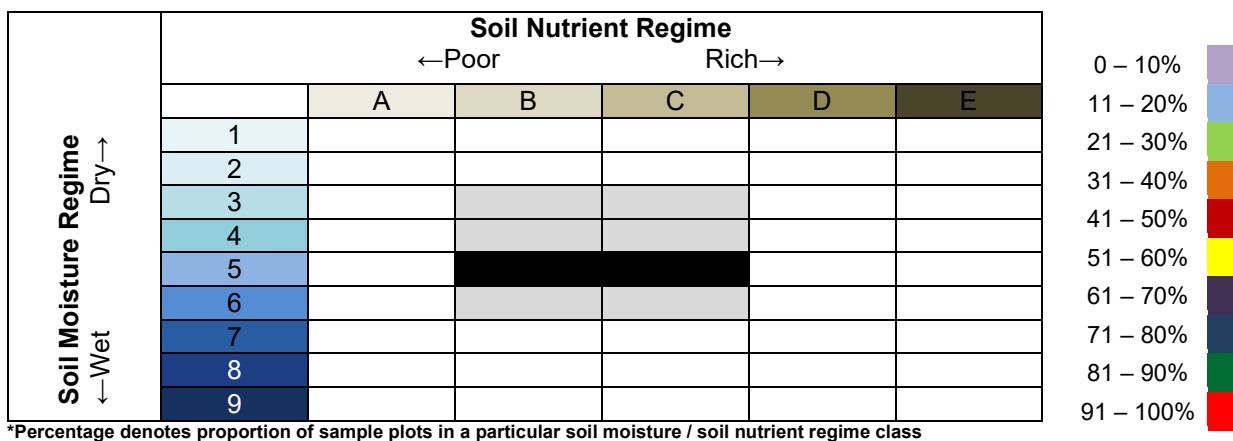 Soil Nutrient Regime
←Poor Rich→
A B C D E
Soil Moisture Regime
←Wet Dry→
1
2
3
4
5
6
7
8
9
0 – 10%
11 – 20%
21 – 30%
31 – 40%
41 – 50%
51 – 60%
61 – 70%
71 – 80%
81 – 90%
91 – 100%
*Percentage denotes proportion of sample plots in a particular soil moisture / soil nutrient regime class